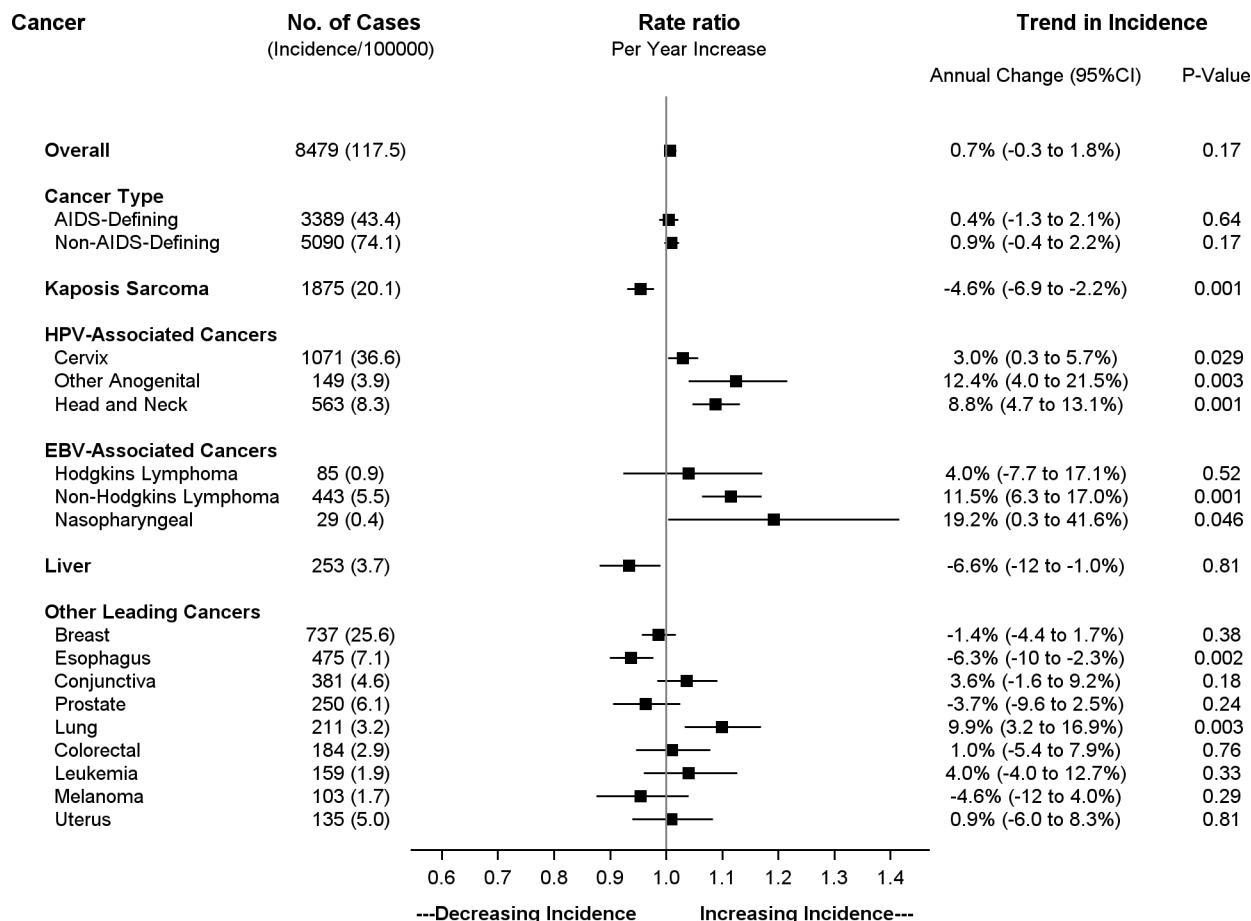 Cancer No. of Cases Rate ratio Trend in Incidence
(Incidence/100000) Per Year Increase
Annual Change (95%CI) P-Value
Overall 8479 (117.5) 0.7% (-0.3 to 1.8%) 0.17
Cancer Type
AIDS-Defining 3389 (43.4) 0.4% (-1.3 to 2.1%) 0.64
Non-AIDS-Defining 5090 (74.1) 0.9% (-0.4 to 2.2%) 0.17
Kaposis Sarcoma 1875 (20.1) -4.6% (-6.9 to -2.2%) 0.001
HPV-Associated Cancers
Cervix 1071 (36.6) 3.0% (0.3 to 5.7%) 0.029
Other Anogenital 149 (3.9) 12.4% (4.0 to 21.5%) 0.003
Head and Neck 563 (8.3) 8.8% (4.7 to 13.1%) 0.001
EBV-Associated Cancers
Hodgkins Lymphoma 85 (0.9) 4.0% (-7.7 to 17.1%) 0.52
Non-Hodgkins Lymphoma 443 (5.5) 11.5% (6.3 to 17.0%) 0.001
Nasopharyngeal 29 (0.4) 19.2% (0.3 to 41.6%) 0.046
Liver 253 (3.7) -6.6% (-12 to -1.0%) 0.81
Other Leading Cancers
Breast 737 (25.6) -1.4% (-4.4 to 1.7%) 0.38
Esophagus 475 (7.1) -6.3% (-10 to -2.3%) 0.002
Conjunctiva 381 (4.6) 3.6% (-1.6 to 9.2%) 0.18
Prostate 250 (6.1) -3.7% (-9.6 to 2.5%) 0.24
Lung 211 (3.2) 9.9% (3.2 to 16.9%) 0.003
Colorectal 184 (2.9) 1.0% (-5.4 to 7.9%) 0.76
Leukemia 159 (1.9) 4.0% (-4.0 to 12.7%) 0.33
Melanoma 103 (1.7) -4.6% (-12 to 4.0%) 0.29
Uterus 135 (5.0) 0.9% (-6.0 to 8.3%) 0.81
0.6 0.7 0.8 0.9 1.0 1.1 1.2 1.3 1.4
---Decreasing Incidence Increasing Incidence---